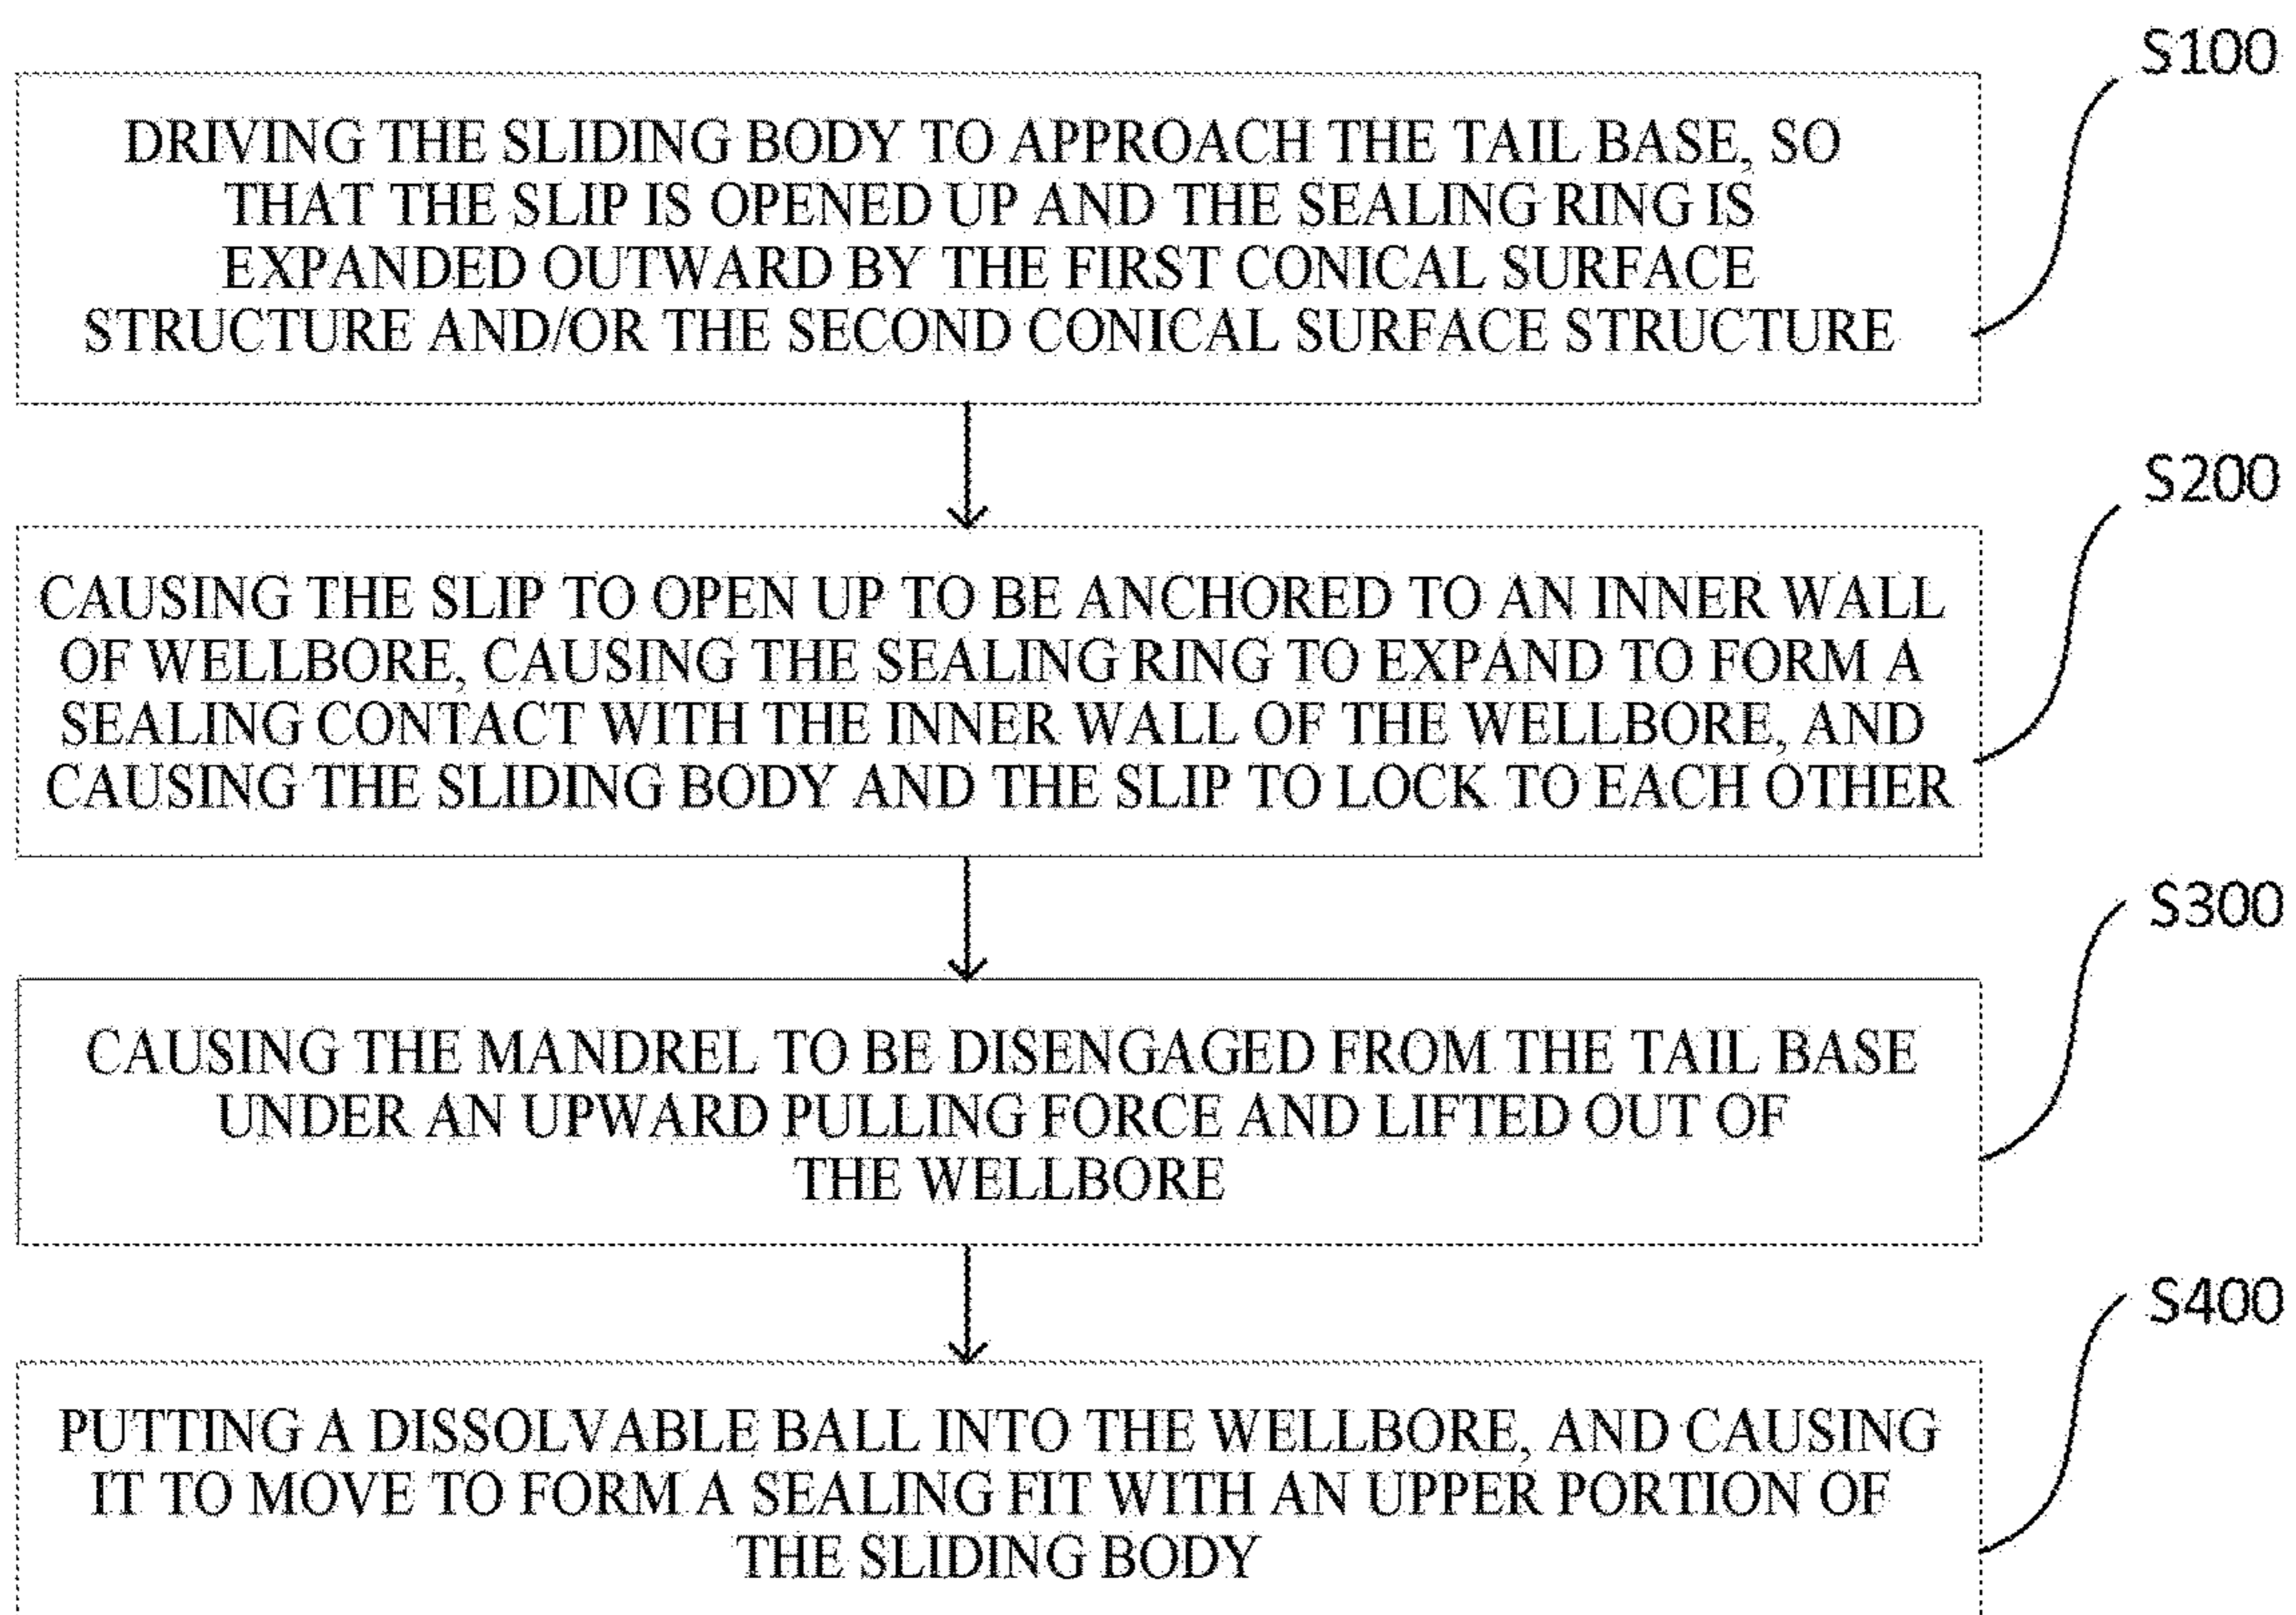 S100
DRIVING THE SLIDING BODY TO APPROACH THE TAIL BASE, SO
THAT THE SLIP IS OPENED UP AND THE SEALING RING IS
EXPANDED OUTWARD BY THE FIRST CONICAL SURFACE
STRUCTURE AND/OR THE SECOND CONICAL SURFACE STRUCTURE
S200
CAUSING THE SLIP TO OPEN UP TO BE ANCHORED TO AN INNER WALL
OF WELLBORE, CAUSING THE SEALING RING TO EXPAND TO FORM A
SEALING CONTACT WITH THE INNER WALL OF THE WELLBORE, AND
CAUSING THE SLIDING BODY AND THE SLIP TO LOCK TO EACH OTHER
S300
CAUSING THE MANDREL TO BE DISENGAGED FROM THE TAIL BASE
UNDER AN UPWARD PULLING FORCE AND LIFTED OUT OF
THE WELLBORE
S400
PUTTING A DISSOLVABLE BALL INTO THE WELLBORE, AND CAUSING
IT TO MOVE TO FORM A SEALING FIT WITH AN UPPER PORTION OF
THE SLIDING BODY